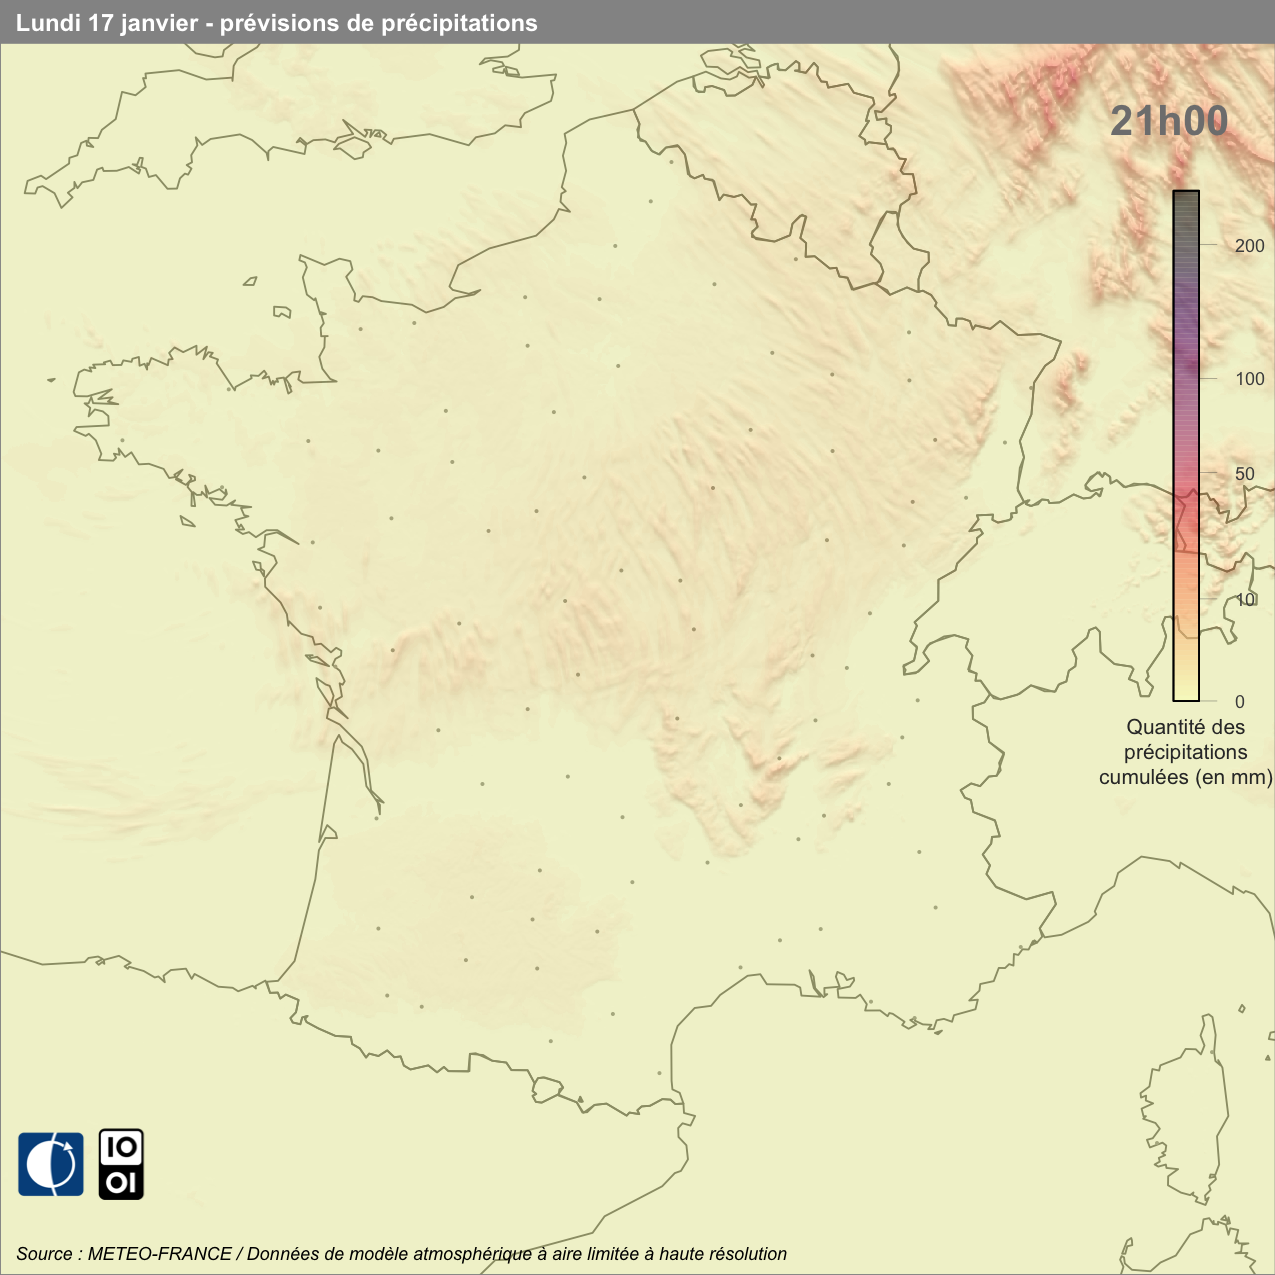 Lundi 17 janvier - prévisions de précipitations
21h00
200
100
50
10
0
Quantité des
précipitations
cumulées (en mm)
IO
OI
Source : METEO-FRANCE / Données de modèle atmosphérique à aire limitée à haute résolution